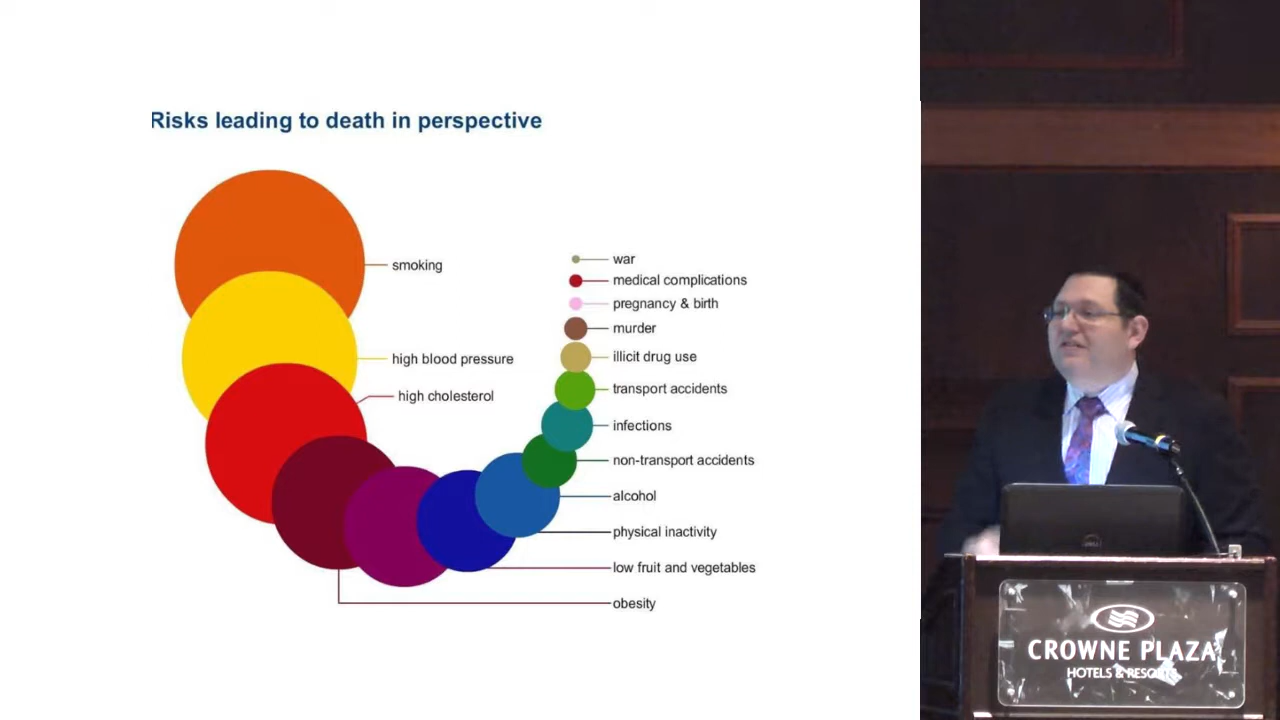 Risks leading to death in perspective
smoking
high blood pressure
high cholesterol
war
medical complications
pregnancy & birth
murder
illicit drug use
transport accidents
infections
non-transport accidents
alcohol
physical inactivity
low fruit and vegetables
obesity
DELL
CROWNE PLAZA
HOTELS & RESORTS